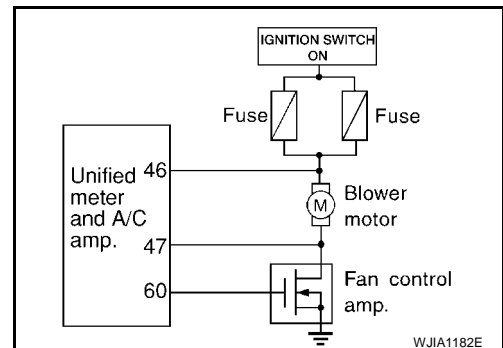 IGNITION SWITCH
ON
Fuse
Fuse
Unified
meter
and A/C
amp.
46
47
60
M
Blower
motor
Fan control
amp.
WJIA1182E